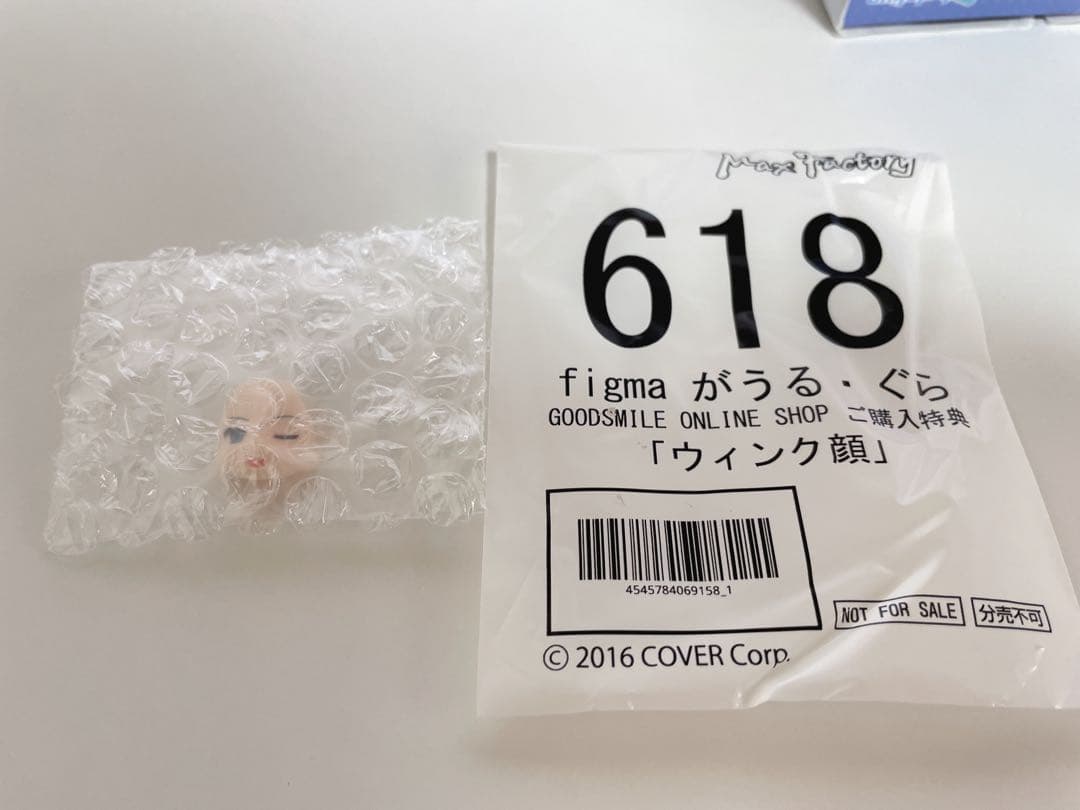 Max Factory
618
figma がうる・ぐら
GOODSMILE ONLINE SHOP ご購入特典
「ウィンク顔」
4545784069158_1
NOT FOR SALE 分売不可
© 2016 COVER Corp.